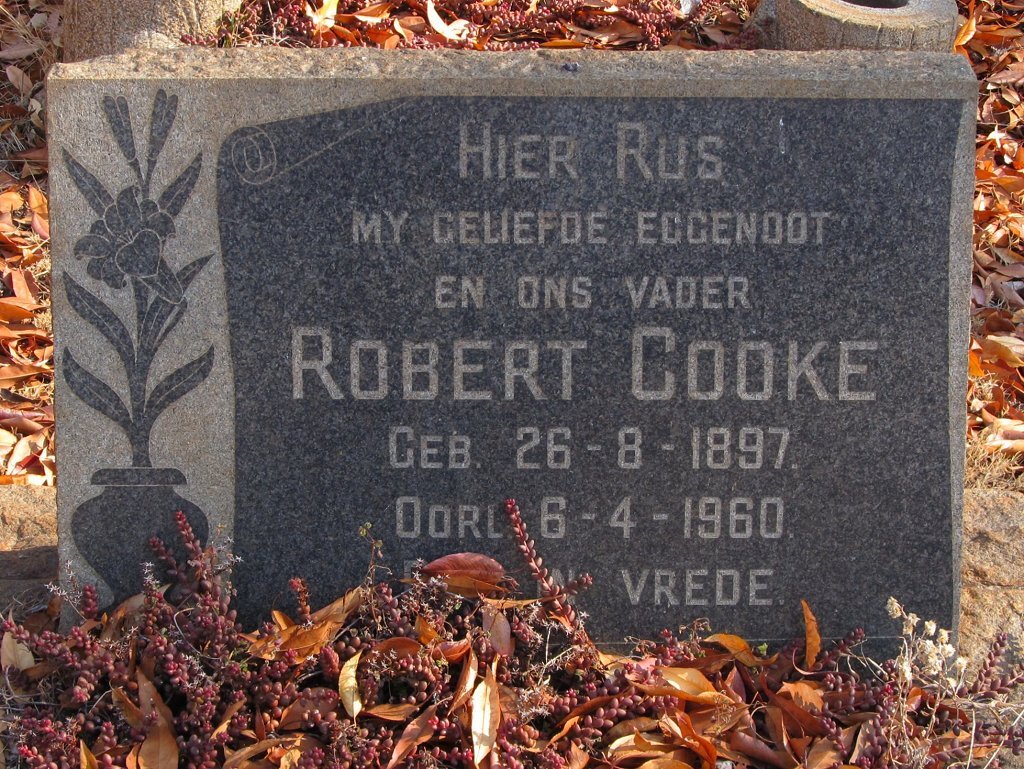 HIER RUS
MY GELIEFDE EGGENOOT
EN ONS VADER
ROBERT COOKE
GEB. 26-8-1897.
OORL 6-4-1960.
VREDE.